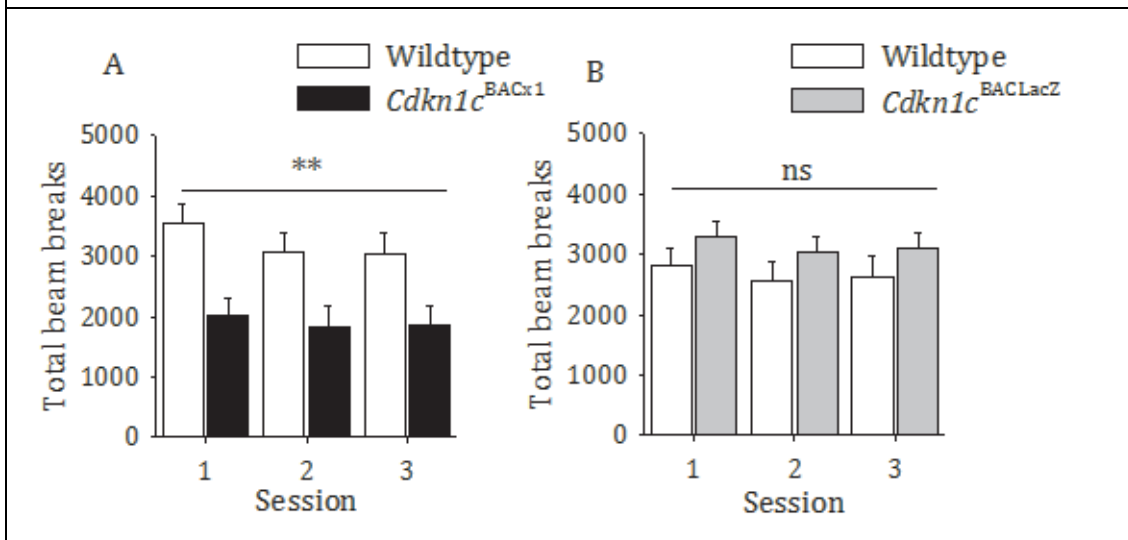 A
Wildtype
Cdkn1c^BACx1
Total beam breaks
5000
4000
3000
2000
1000
0
**
1 2 3
Session
B
Wildtype
Cdkn1c^BACLacZ
Total beam breaks
5000
4000
3000
2000
1000
0
ns
1 2 3
Session